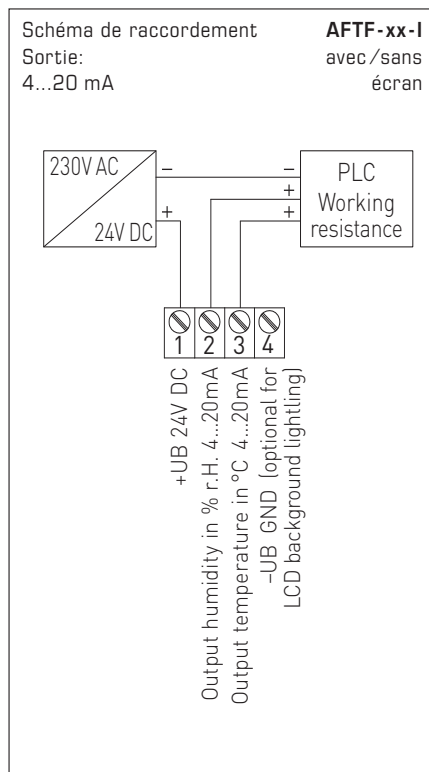 Schéma de raccordement
Sortie:
4...20 mA
AFTF-xx-I
avec/sans
écran
230V AC
24V DC
–
+
–
+
+
PLC
Working
resistance
1 2 3 4
+UB 24V DC
Output humidity in % r.H. 4...20mA
Output temperature in °C 4...20mA
–UB GND (optional for
LCD background lightling)